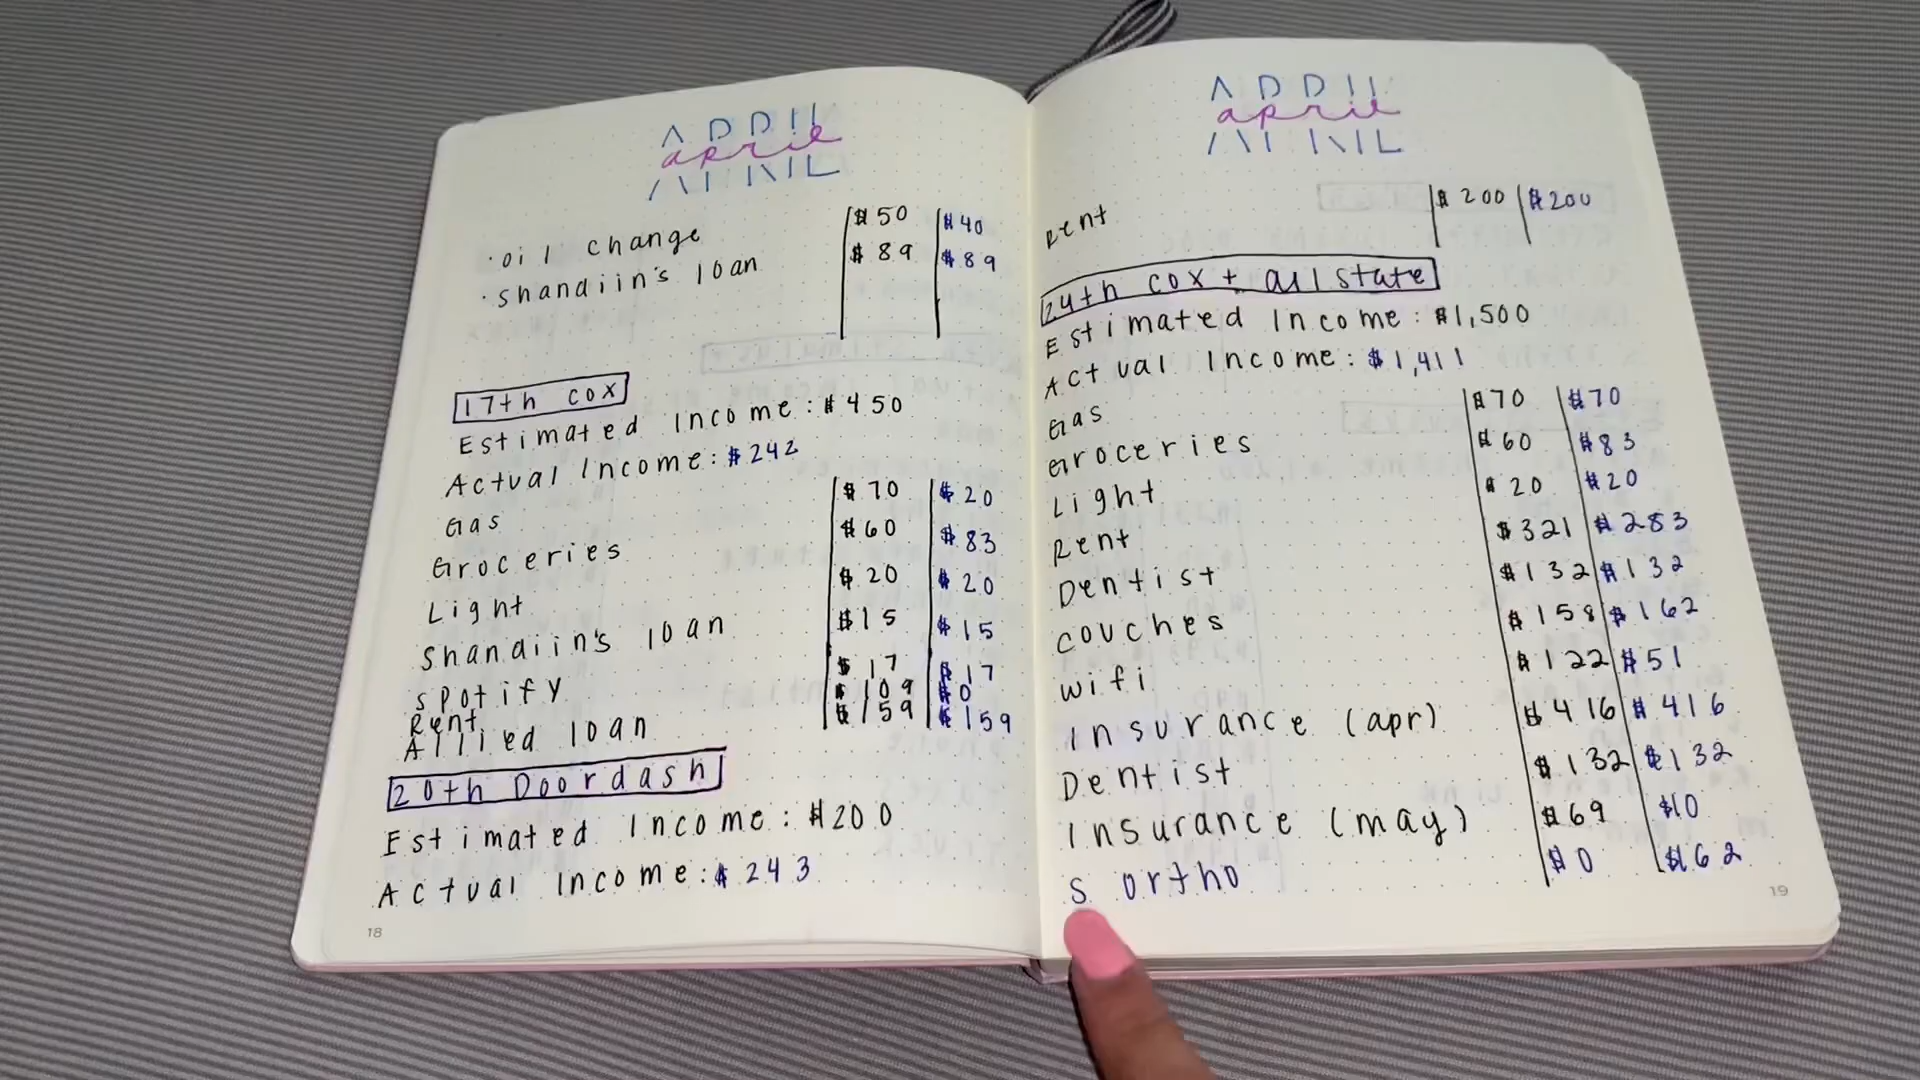 APRIL
april
· oil change $50 $40
· Shandiin's loan $89 $89
17th Cox
Estimated Income: $450
Actual Income: $242
Gas $70 $20
Groceries $60 $83
Light $20 $20
Shandiin's loan $15 $15
Spotify $17 $17
Rent $109 $0
Allied loan $159 $159
20th Doordash
Estimated Income: $200
Actual Income: $243
18
APRIL
april
Rent $200 $200
24th Cox + allstate
Estimated Income: $1,500
Actual Income: $1,411
Gas $70 $70
Groceries $60 $83
Light $20 $20
Rent $321 $283
Dentist $132 $132
couches $158 $162
wifi $122 $51
Insurance (apr) $416 $416
Dentist $132 $132
Insurance (may) $69 $10
S ortho $0 $162
19